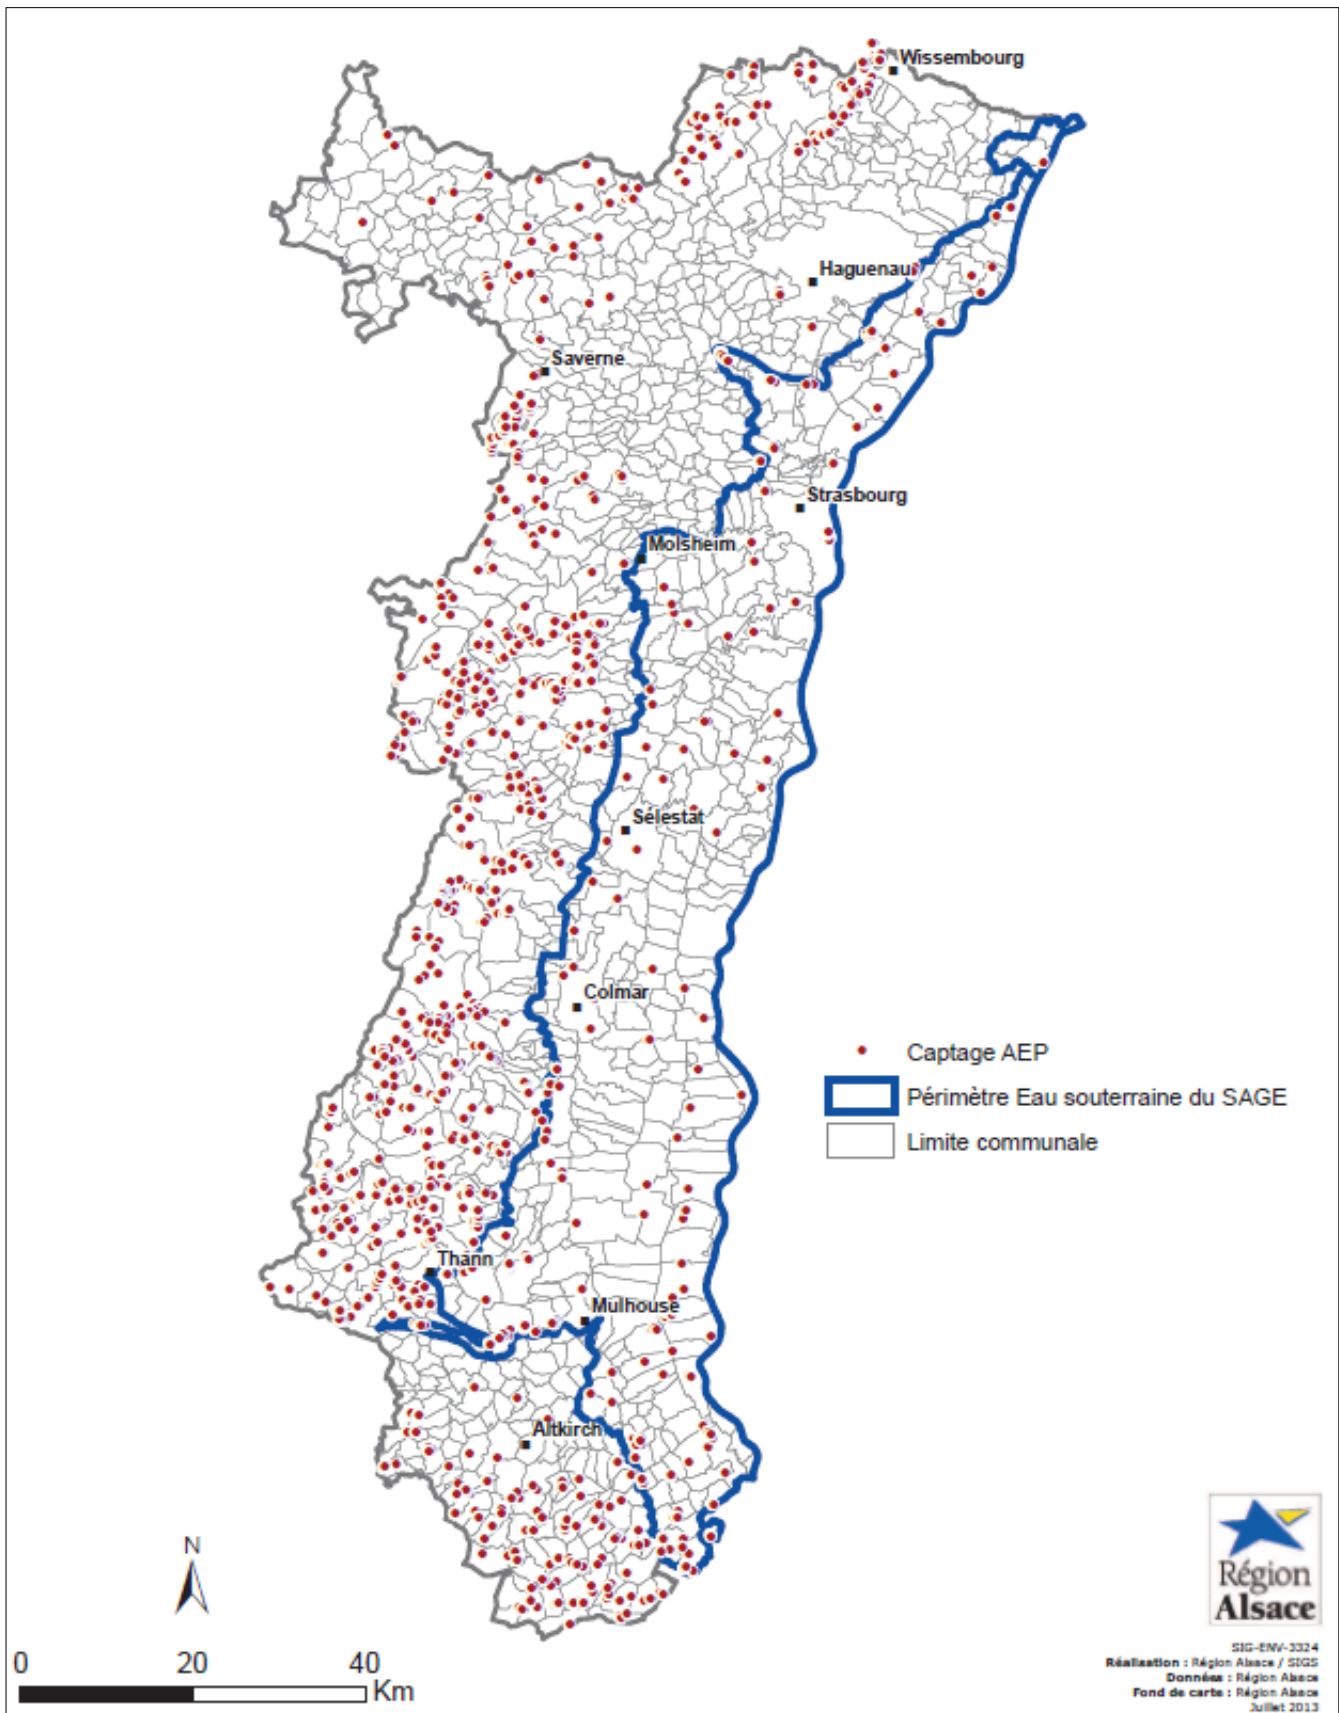 Wissembourg
Haguenau
Saverne
Strasbourg
Molsheim
Sélestat
Colmar
Captage AEP
Périmètre Eau souterraine du SAGE
Limite communale
Thann
Mulhouse
Altkirch
N
0 20 40
Km
Région
Alsace
SIG-ENV-3324
Réalisation : Région Alsace / SIGS
Données : Région Alsace
Fond de carte : Région Alsace
Juillet 2013